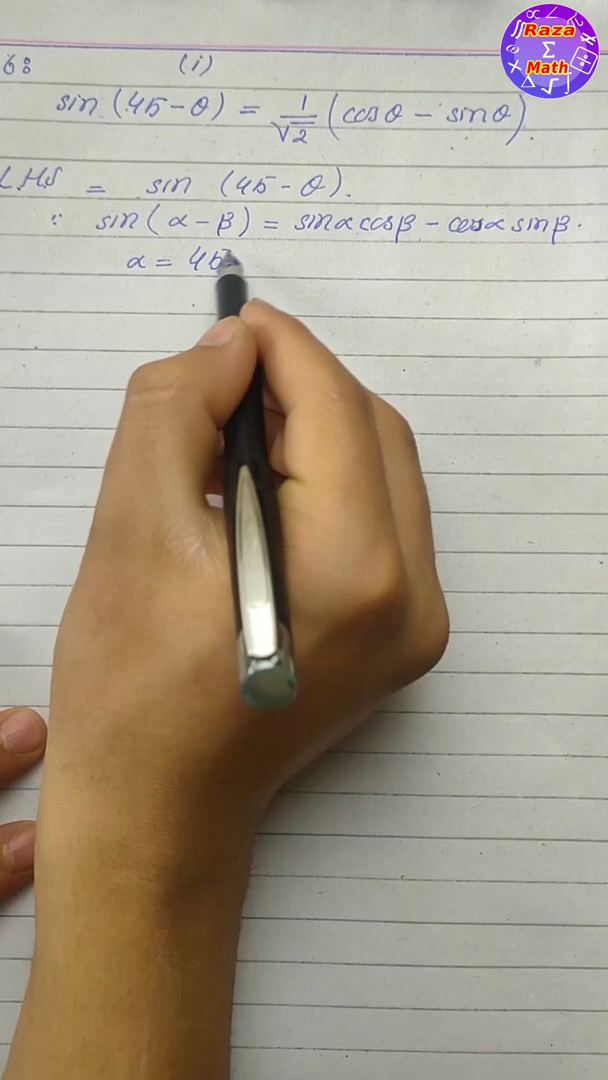 Raza
Σ
Math
6: (i)
sin (45 - θ) = 1/√2 (cosθ - sinθ).
LHS = sin (45 - θ).
∵ sin(α - β) = sinα cosβ - cosα sinβ.
α = 45